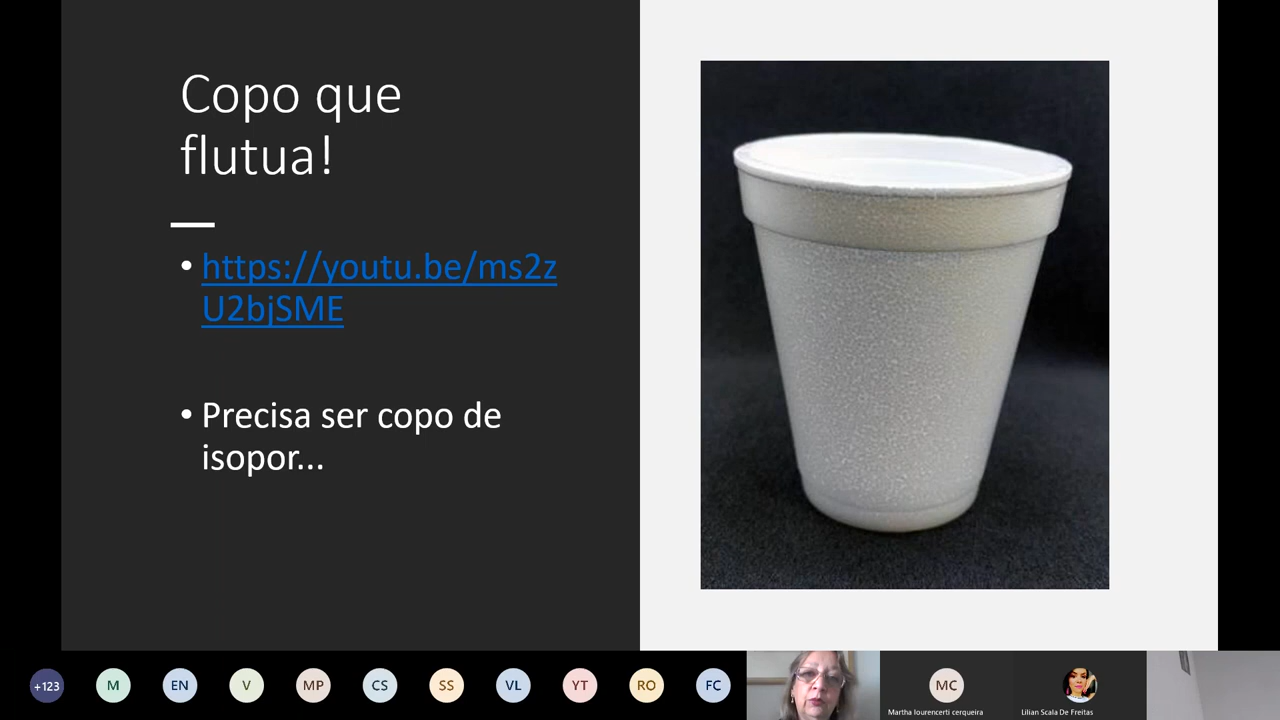 Copo que
flutua!
• https://youtu.be/ms2z
U2bjSME
• Precisa ser copo de
isopor...
+123
M
EN
V
MP
CS
SS
VL
YT
RO
FC
MC
Martha lourencerti cerqueira
Lilian Scala De Freitas